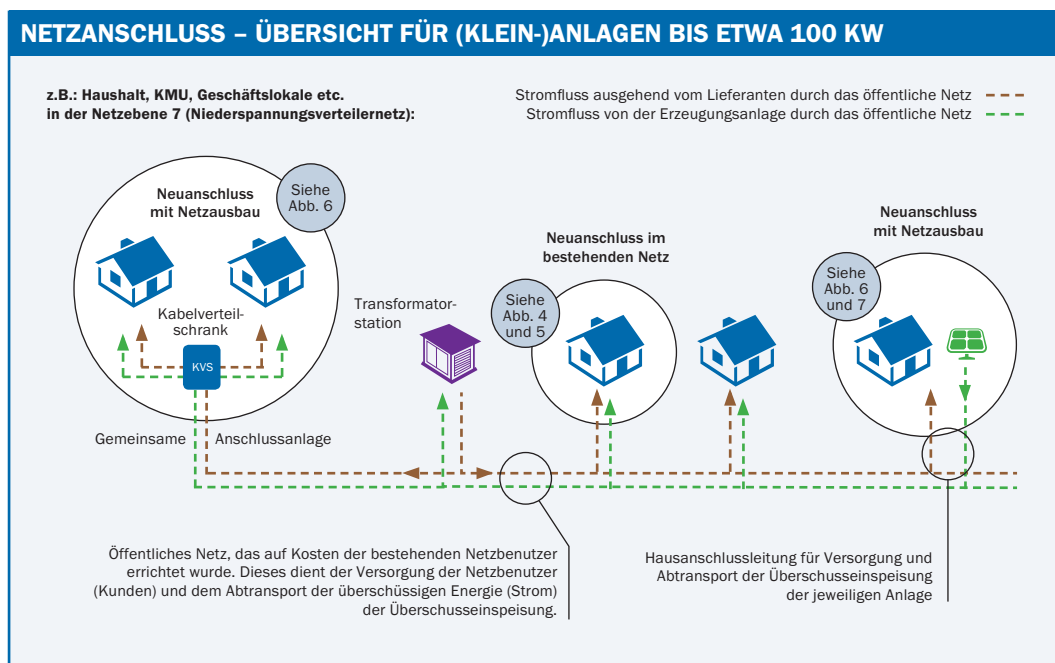 NETZANSCHLUSS – ÜBERSICHT FÜR (KLEIN-)ANLAGEN BIS ETWA 100 KW
z.B.: Haushalt, KMU, Geschäftslokale etc.
in der Netzebene 7 (Niederspannungsverteilernetz):
Stromfluss ausgehend vom Lieferanten durch das öffentliche Netz
Stromfluss von der Erzeugungsanlage durch das öffentliche Netz
Neuanschluss
mit Netzausbau
Siehe
Abb. 6
Kabelverteil-
schrank
KVS
Gemeinsame Anschlussanlage
Transformator-
station
Neuanschluss im
bestehenden Netz
Siehe
Abb. 4
und 5
Neuanschluss
mit Netzausbau
Siehe
Abb. 6
und 7
Öffentliches Netz, das auf Kosten der bestehenden Netzbenutzer
errichtet wurde. Dieses dient der Versorgung der Netzbenutzer
(Kunden) und dem Abtransport der überschüssigen Energie (Strom)
der Überschusseinspeisung.
Hausanschlussleitung für Versorgung und
Abtransport der Überschusseinspeisung
der jeweiligen Anlage